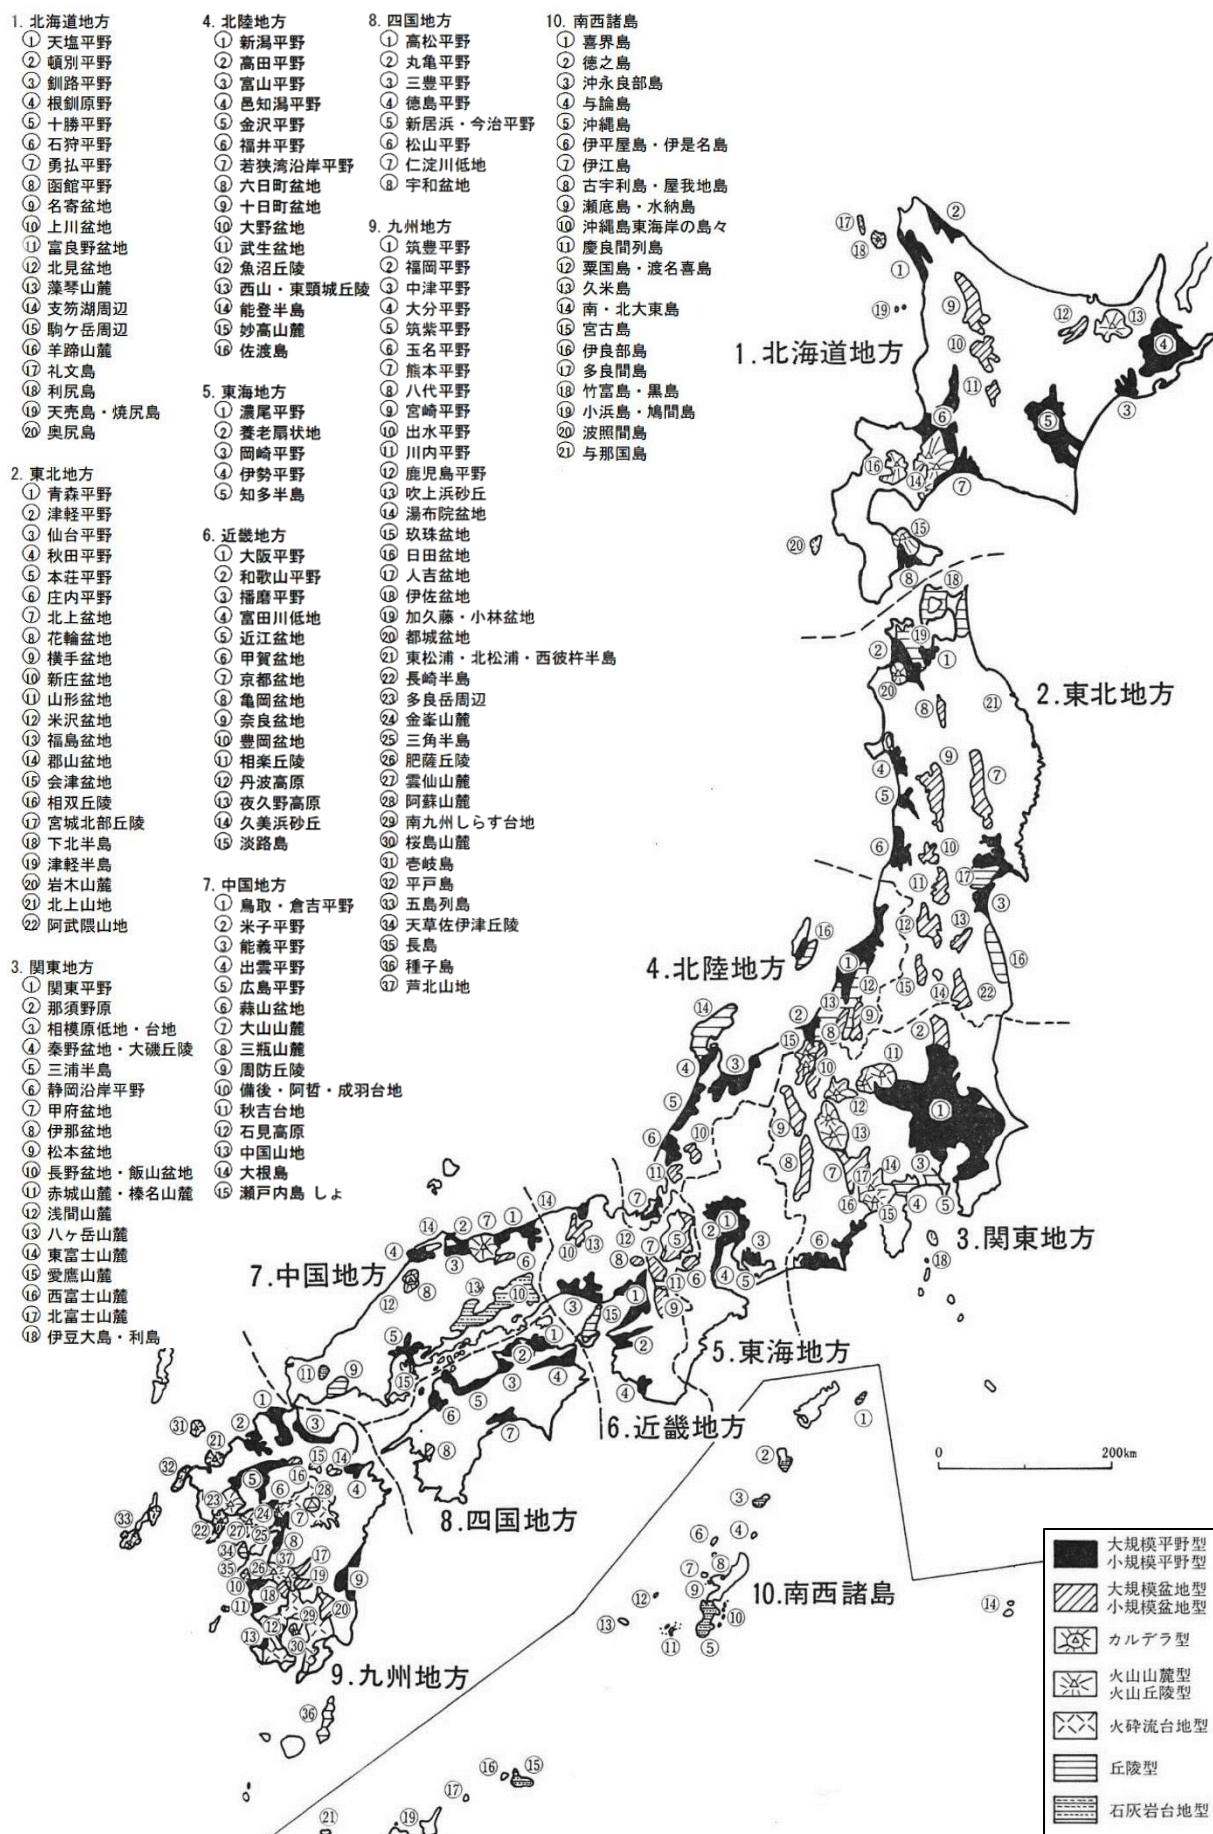 1. 北海道地方
① 天塩平野
② 頓別平野
③ 釧路平野
④ 根釧原野
⑤ 十勝平野
⑥ 石狩平野
⑦ 勇払平野
⑧ 函館平野
⑨ 名寄盆地
⑩ 上川盆地
⑪ 富良野盆地
⑫ 北見盆地
⑬ 藻琴山麓
⑭ 支笏湖周辺
⑮ 駒ケ岳周辺
⑯ 羊蹄山麓
⑰ 礼文島
⑱ 利尻島
⑲ 天売島・焼尻島
⑳ 奥尻島
2. 東北地方
① 青森平野
② 津軽平野
③ 仙台平野
④ 秋田平野
⑤ 本荘平野
⑥ 庄内平野
⑦ 北上盆地
⑧ 花輪盆地
⑨ 横手盆地
⑩ 新庄盆地
⑪ 山形盆地
⑫ 米沢盆地
⑬ 福島盆地
⑭ 郡山盆地
⑮ 会津盆地
⑯ 相双丘陵
⑰ 宮城北部丘陵
⑱ 下北半島
⑲ 津軽半島
⑳ 岩木山麓
㉑ 北上山地
㉒ 阿武隈山地
3. 関東地方
① 関東平野
② 那須野原
③ 相模原低地・台地
④ 秦野盆地・大磯丘陵
⑤ 三浦半島
⑥ 静岡沿岸平野
⑦ 甲府盆地
⑧ 伊那盆地
⑨ 松本盆地
⑩ 長野盆地・飯山盆地
⑪ 赤城山麓・榛名山麓
⑫ 浅間山麓
⑬ 八ヶ岳山麓
⑭ 東富士山麓
⑮ 愛鷹山麓
⑯ 西富士山麓
⑰ 北富士山麓
⑱ 伊豆大島・利島
4. 北陸地方
① 新潟平野
② 高田平野
③ 富山平野
④ 邑知潟平野
⑤ 金沢平野
⑥ 福井平野
⑦ 若狭湾沿岸平野
⑧ 六日町盆地
⑨ 十日町盆地
⑩ 大野盆地
⑪ 武生盆地
⑫ 魚沼丘陵
⑬ 西山・東頸城丘陵
⑭ 能登半島
⑮ 妙高山麓
⑯ 佐渡島
5. 東海地方
① 濃尾平野
② 養老扇状地
③ 岡崎平野
④ 伊勢平野
⑤ 知多半島
6. 近畿地方
① 大阪平野
② 和歌山平野
③ 播磨平野
④ 富田川低地
⑤ 近江盆地
⑥ 甲賀盆地
⑦ 京都盆地
⑧ 亀岡盆地
⑨ 奈良盆地
⑩ 豊岡盆地
⑪ 相楽丘陵
⑫ 丹波高原
⑬ 夜久野高原
⑭ 久美浜砂丘
⑮ 淡路島
7. 中国地方
① 鳥取・倉吉平野
② 米子平野
③ 能義平野
④ 出雲平野
⑤ 広島平野
⑥ 蒜山盆地
⑦ 大山山麓
⑧ 三瓶山麓
⑨ 周防丘陵
⑩ 備後・阿哲・成羽台地
⑪ 秋吉台地
⑫ 石見高原
⑬ 中国山地
⑭ 大根島
⑮ 瀬戸内島 しょ
8. 四国地方
① 高松平野
② 丸亀平野
③ 三豊平野
④ 徳島平野
⑤ 新居浜・今治平野
⑥ 松山平野
⑦ 仁淀川低地
⑧ 宇和盆地
9. 九州地方
① 筑豊平野
② 福岡平野
③ 中津平野
④ 大分平野
⑤ 筑紫平野
⑥ 玉名平野
⑦ 熊本平野
⑧ 八代平野
⑨ 宮崎平野
⑩ 出水平野
⑪ 川内平野
⑫ 鹿児島平野
⑬ 吹上浜砂丘
⑭ 湯布院盆地
⑮ 玖珠盆地
⑯ 日田盆地
⑰ 人吉盆地
⑱ 伊佐盆地
⑲ 加久藤・小林盆地
⑳ 都城盆地
㉑ 東松浦・北松浦・西彼杵半島
㉒ 長崎半島
㉓ 多良岳周辺
㉔ 金峯山麓
㉕ 三角半島
㉖ 肥薩丘陵
㉗ 雲仙山麓
㉘ 阿蘇山麓
㉙ 南九州しらす台地
㉚ 桜島山麓
㉛ 壱岐島
㉜ 平戸島
㉝ 五島列島
㉞ 天草佐伊津丘陵
㉟ 長島
㊱ 種子島
㊲ 芦北山地
10. 南西諸島
① 喜界島
② 徳之島
③ 沖永良部島
④ 与論島
⑤ 沖縄島
⑥ 伊平屋島・伊是名島
⑦ 伊江島
⑧ 古宇利島・屋我地島
⑨ 瀬底島・水納島
⑩ 沖縄島東海岸の島々
⑪ 慶良間列島
⑫ 粟国島・渡名喜島
⑬ 久米島
⑭ 南・北大東島
⑮ 宮古島
⑯ 伊良部島
⑰ 多良間島
⑱ 竹富島・黒島
⑲ 小浜島・鳩間島
⑳ 波照間島
㉑ 与那国島
1.北海道地方
2.東北地方
4.北陸地方
3.関東地方
7.中国地方
5.東海地方
6.近畿地方
8.四国地方
10.南西諸島
9.九州地方
0 200km
大規模平野型
小規模平野型
大規模盆地型
小規模盆地型
カルデラ型
火山山麓型
火山丘陵型
火砕流台地型
丘陵型
石灰岩台地型